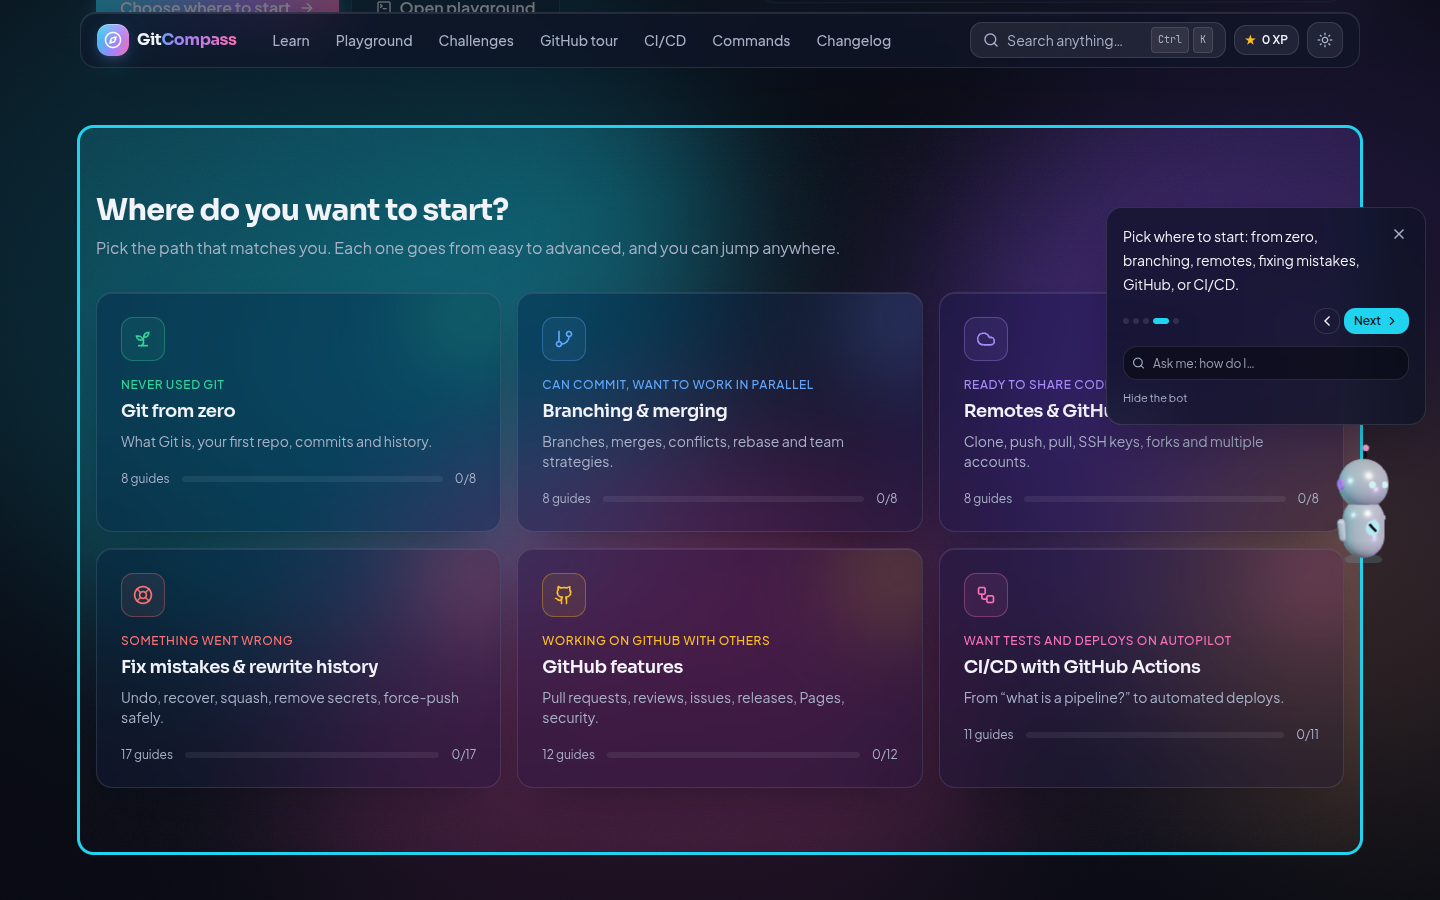 Choose where to start
Open playground
GitCompass
Learn
Playground
Challenges
GitHub tour
CI/CD
Commands
Changelog
Search anything...
Ctrl
K
0 XP
Where do you want to start?
Pick the path that matches you. Each one goes from easy to advanced, and you can jump anywhere.
NEVER USED GIT
Git from zero
What Git is, your first repo, commits and history.
8 guides
0/8
CAN COMMIT, WANT TO WORK IN PARALLEL
Branching & merging
Branches, merges, conflicts, rebase and team
strategies.
8 guides
0/8
READY TO SHARE COD
Remotes & GitHu
Clone, push, pull, SSH keys, forks and multiple
accounts.
8 guides
0/8
Pick where to start: from zero,
branching, remotes, fixing mistakes,
GitHub, or CI/CD.
Next
Ask me: how do I...
Hide the bot
SOMETHING WENT WRONG
Fix mistakes & rewrite history
Undo, recover, squash, remove secrets, force-push
safely.
17 guides
0/17
WORKING ON GITHUB WITH OTHERS
GitHub features
Pull requests, reviews, issues, releases, Pages,
security.
12 guides
0/12
WANT TESTS AND DEPLOYS ON AUTOPILOT
CI/CD with GitHub Actions
From “what is a pipeline?” to automated deploys.
11 guides
0/11